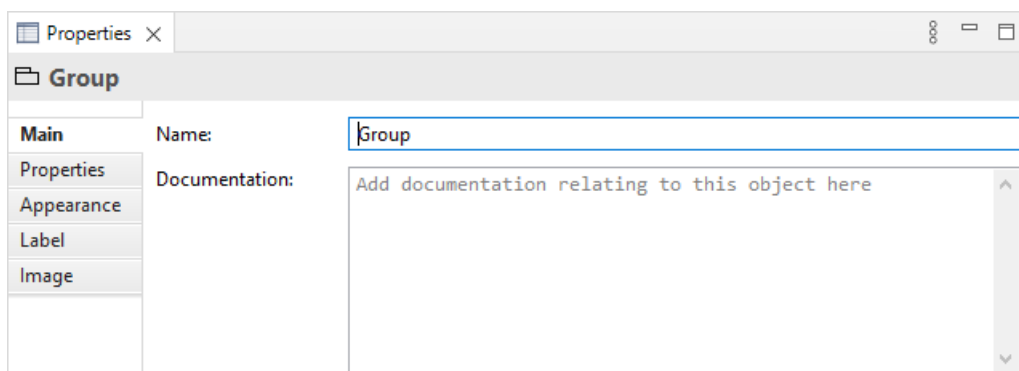 Properties
Group
Main
Name:
Group
Properties
Documentation:
Add documentation relating to this object here
Appearance
Label
Image